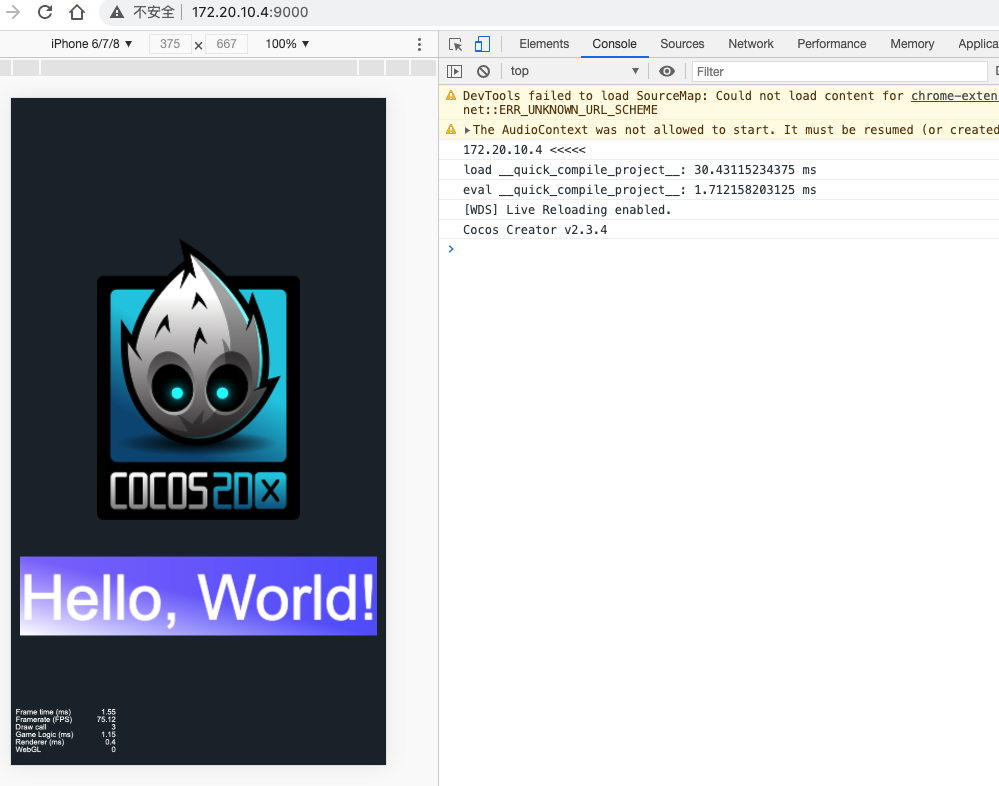 不安全 172.20.10.4:9000
iPhone 6/7/8 375 x 667 100%
Elements Console Sources Network Performance Memory Applica
top Filter
DevTools failed to load SourceMap: Could not load content for chrome-exten
net::ERR_UNKNOWN_URL_SCHEME
The AudioContext was not allowed to start. It must be resumed (or created
172.20.10.4 <<<<<
load __quick_compile_project__: 30.43115234375 ms
eval __quick_compile_project__: 1.712158203125 ms
[WDS] Live Reloading enabled.
Cocos Creator v2.3.4
COCOS2DX
Hello, World!
Frame time (ms) 1.55
Framerate (FPS) 75.12
Draw call 3
Game Logic (ms) 1.15
Renderer (ms) 0.4
WebGL 0